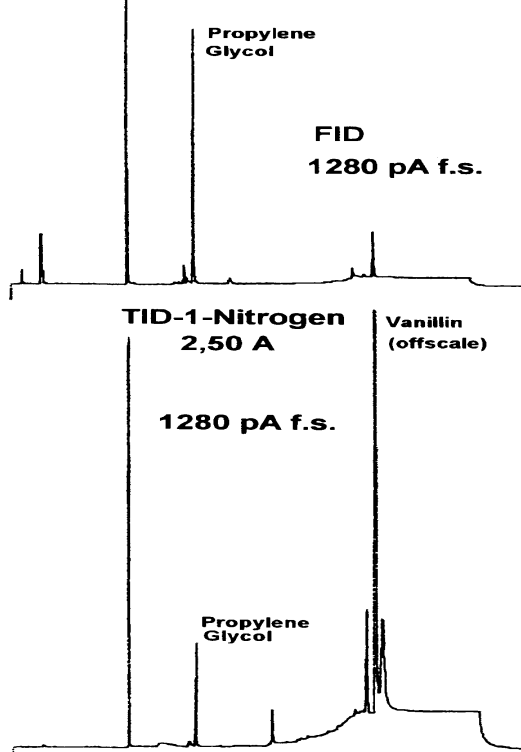 Propylene
Glycol
FID
1280 pA f.s.
TID-1-Nitrogen
2,50 A
Vanillin
(offscale)
1280 pA f.s.
Propylene
Glycol